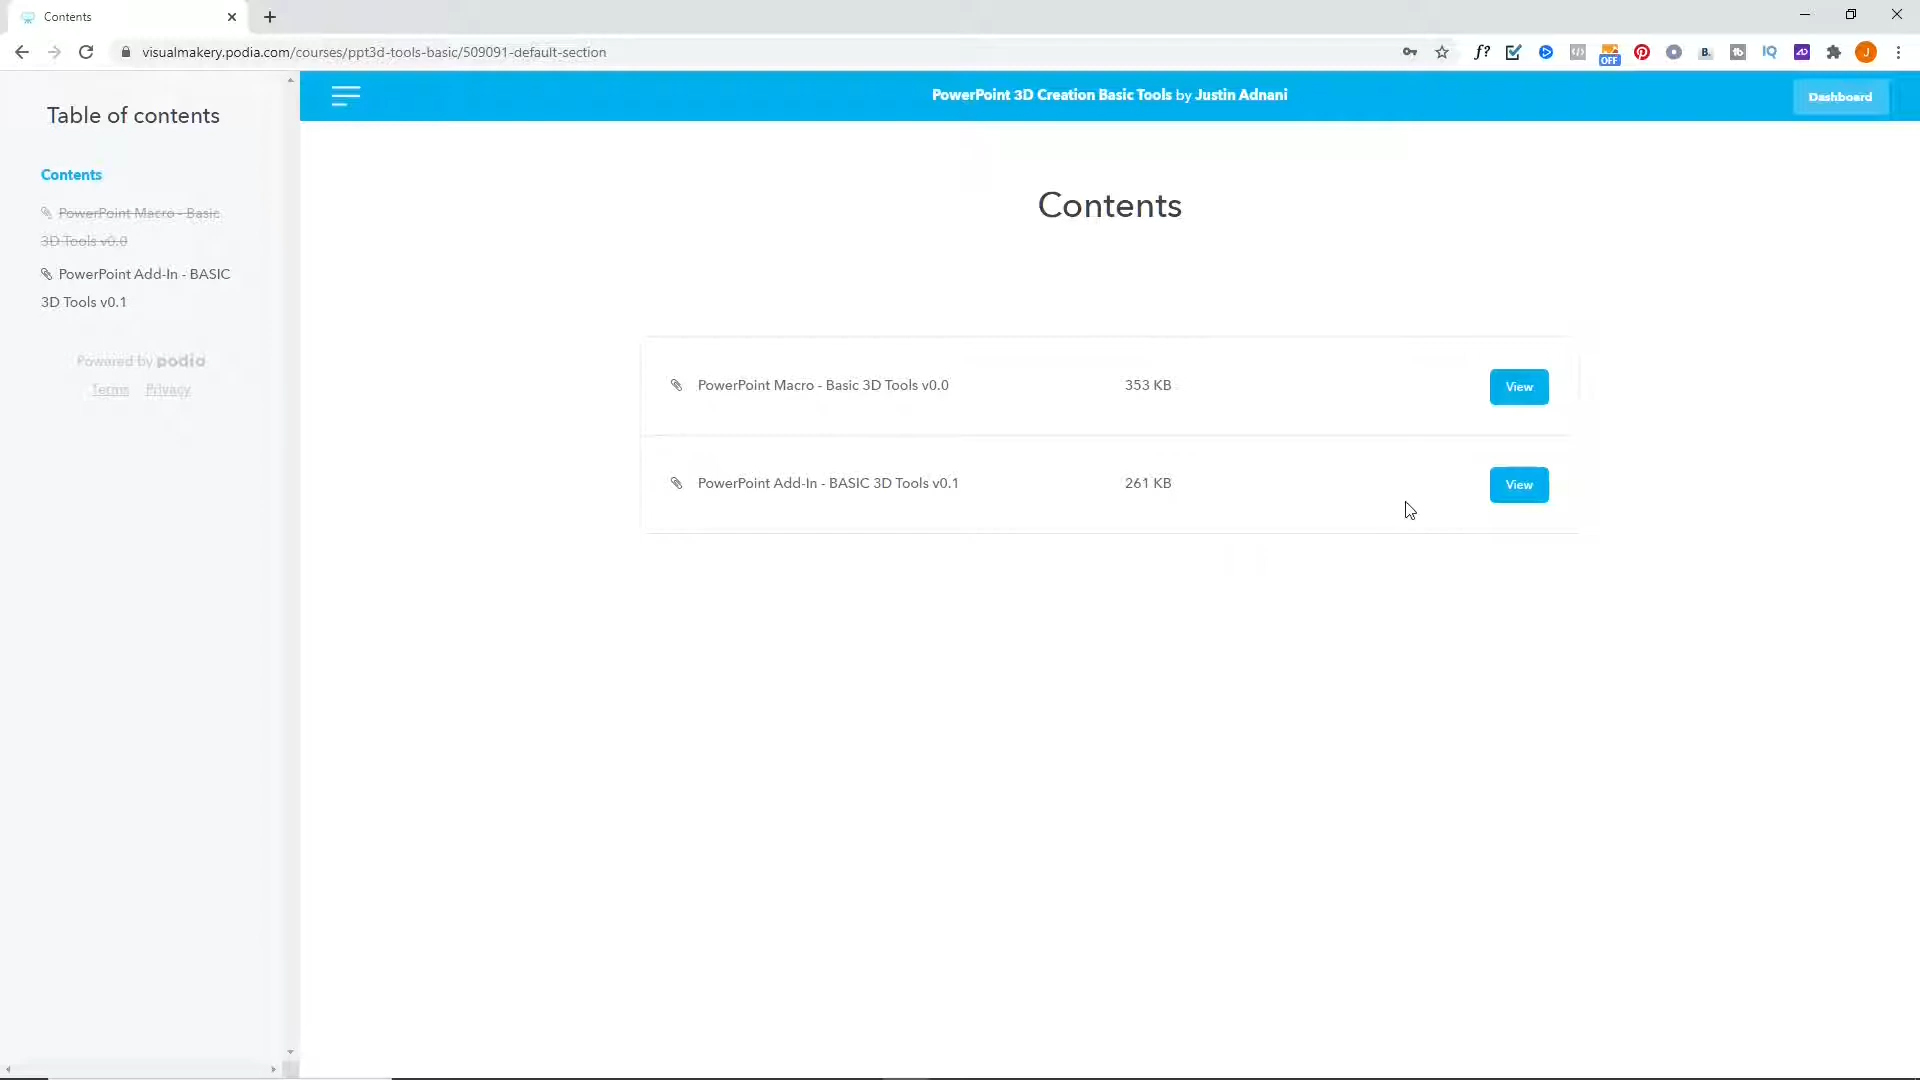 Contents
visualmakery.podia.com/courses/ppt3d-tools-basic/509091-default-section
f?
OFF
B.
IQ
J
Table of contents
PowerPoint 3D Creation Basic Tools by Justin Adnani
Dashboard
Contents
PowerPoint Macro - Basic
3D Tools v0.0
PowerPoint Add-In - BASIC
3D Tools v0.1
Powered by podia
Terms Privacy
Contents
PowerPoint Macro - Basic 3D Tools v0.0 353 KB View
PowerPoint Add-In - BASIC 3D Tools v0.1 261 KB View